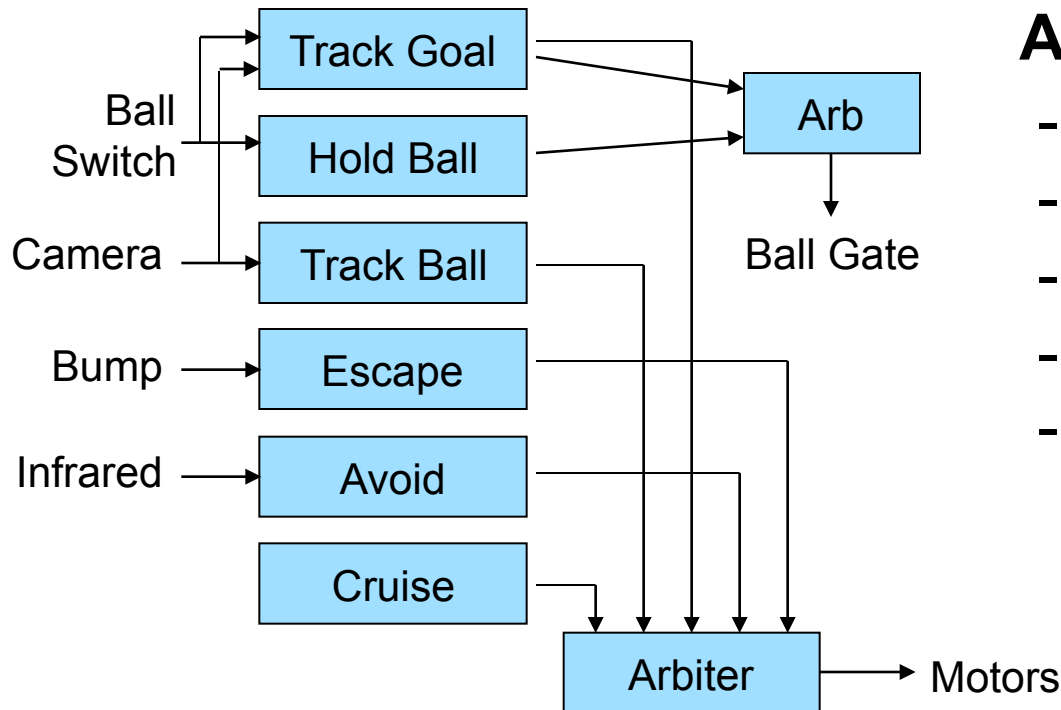 Track Goal
A
Ball
Switch
Arb
-
Hold Ball
-
Camera
Track Ball
Ball Gate
-
Bump
Escape
-
Infrared
Avoid
-
Cruise
Arbiter
Motors